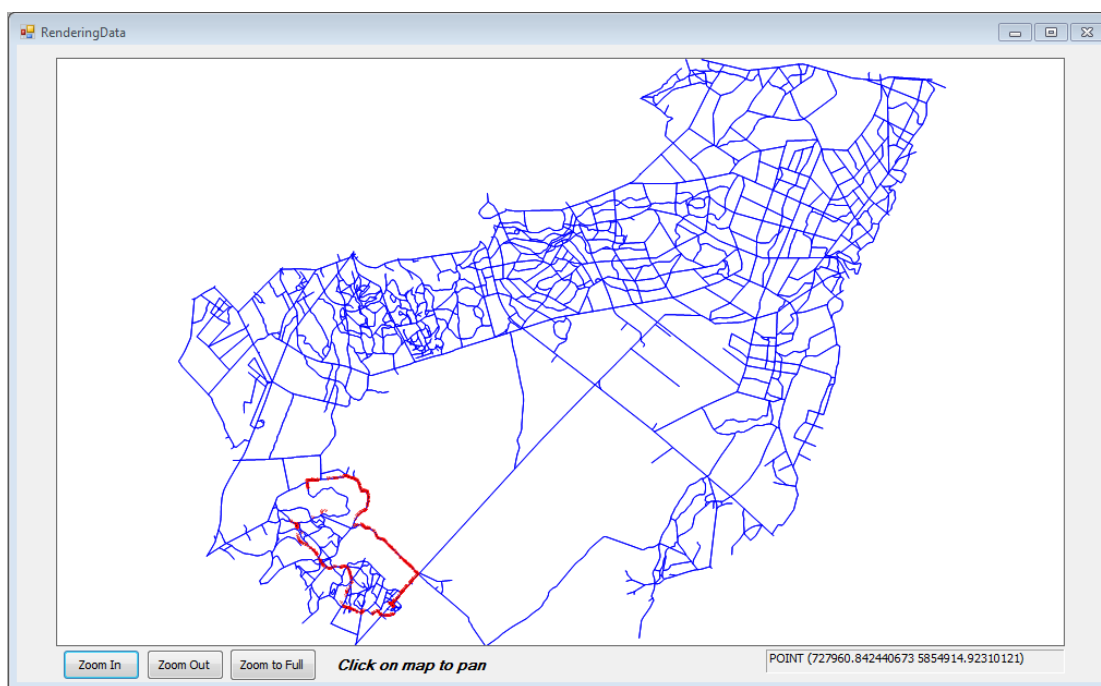 RenderingData
Zoom In
Zoom Out
Zoom to Full
Click on map to pan
POINT (727960.842440673 5854914.92310121)